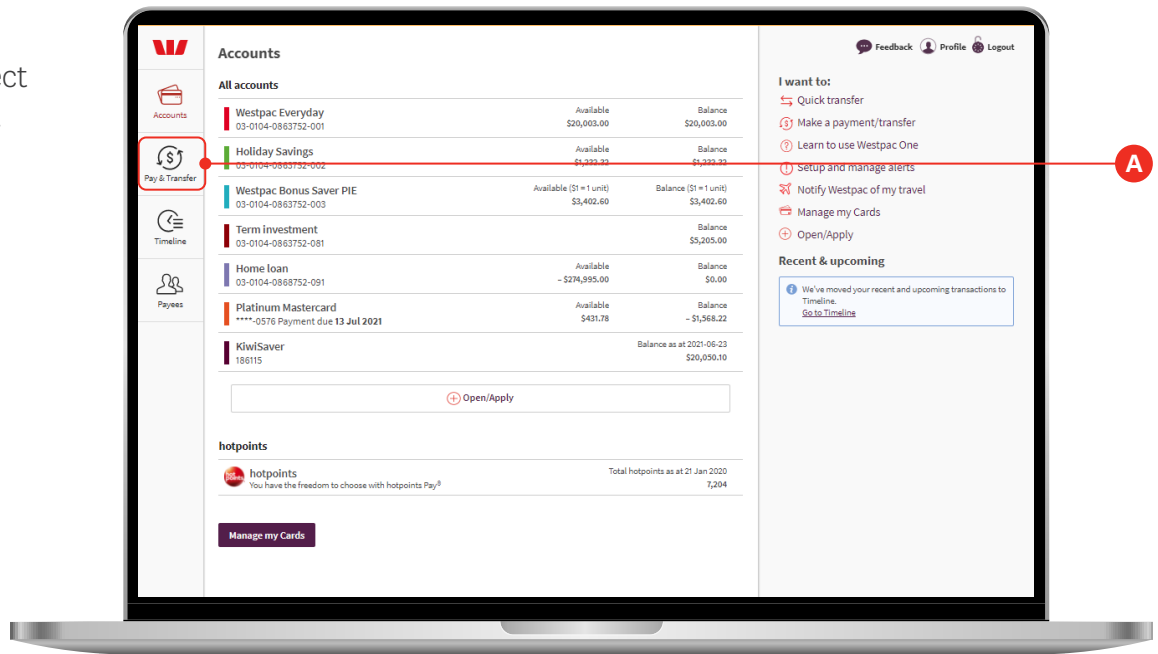 ect
Accounts
Pay & Transfer
Timeline
Payees
Accounts
All accounts
Westpac Everyday Available Balance
03-0104-0863752-001 $20,003.00 $20,003.00
Holiday Savings Available Balance
03-0104-0863752-002 $1,233.33 $1,233.33
Westpac Bonus Saver PIE Available ($1 = 1 unit) Balance ($1 = 1 unit)
03-0104-0863752-003 $3,402.60 $3,402.60
Term investment Balance
03-0104-0863752-081 $5,205.00
Home loan Available Balance
03-0104-0868752-091 – $274,995.00 $0.00
Platinum Mastercard Available Balance
****-0576 Payment due 13 Jul 2021 $431.78 – $1,568.22
KiwiSaver Balance as at 2021-06-23
186115 $20,050.10
Open/Apply
hotpoints
hot points
hotpoints Total hotpoints as at 21 Jan 2020
You have the freedom to choose with hotpoints Pay⁸ 7,204
Manage my Cards
Feedback Profile Logout
I want to:
Quick transfer
Make a payment/transfer
Learn to use Westpac One
Setup and manage alerts
Notify Westpac of my travel
Manage my Cards
Open/Apply
Recent & upcoming
We've moved your recent and upcoming transactions to
Timeline.
Go to Timeline
A